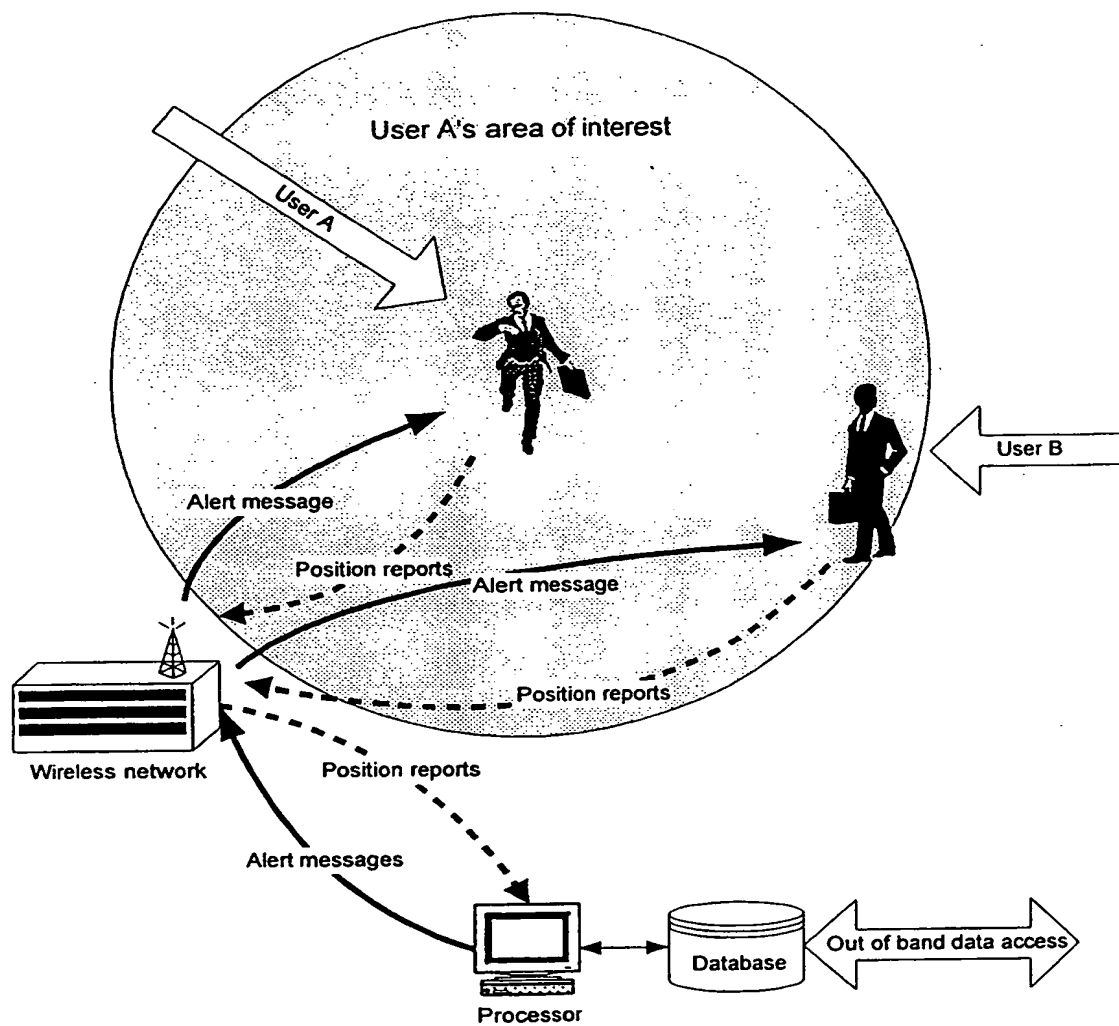 User A's area of interest
User A
User B
Alert message
Position reports
Alert message
Position reports
Wireless network
Position reports
Alert messages
Out of band data access
Database
Processor